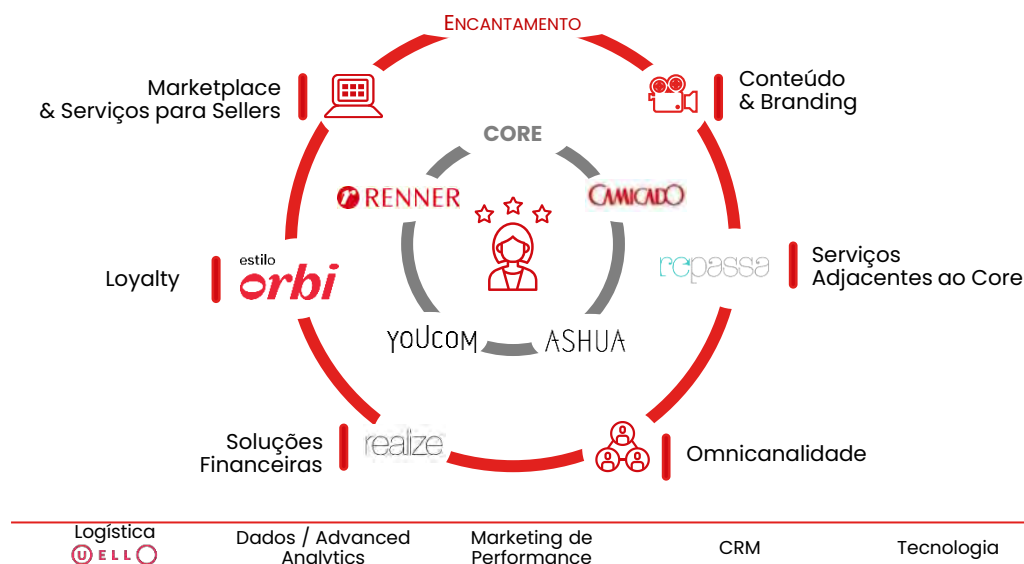 ENCANTAMENTO
Marketplace
& Serviços para Sellers
Conteúdo
& Branding
CORE
RENNER
CAMICADO
estilo
orbi
Loyalty
repassa
Serviços
Adjacentes ao Core
YOUCOM
ASHUA
Soluções
Financeiras
realize
Omnicanalidade
Logística
UELLO
Dados / Advanced
Analytics
Marketing de
Performance
CRM
Tecnologia